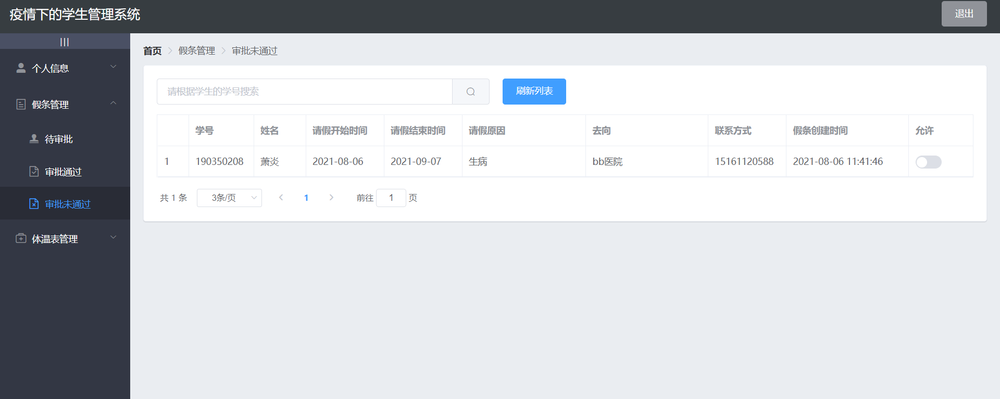 疫情下的学生管理系统
退出
|||
个人信息
假条管理
待审批
审批通过
审批未通过
体温表管理
首页 > 假条管理 > 审批未通过
请根据学生的学号搜索
刷新列表
学号 姓名 请假开始时间 请假结束时间 请假原因 去向 联系方式 假条创建时间 允许
1 190350208 萧炎 2021-08-06 2021-09-07 生病 bb医院 15161120588 2021-08-06 11:41:46
共 1 条 3条/页 < 1 > 前往 1 页